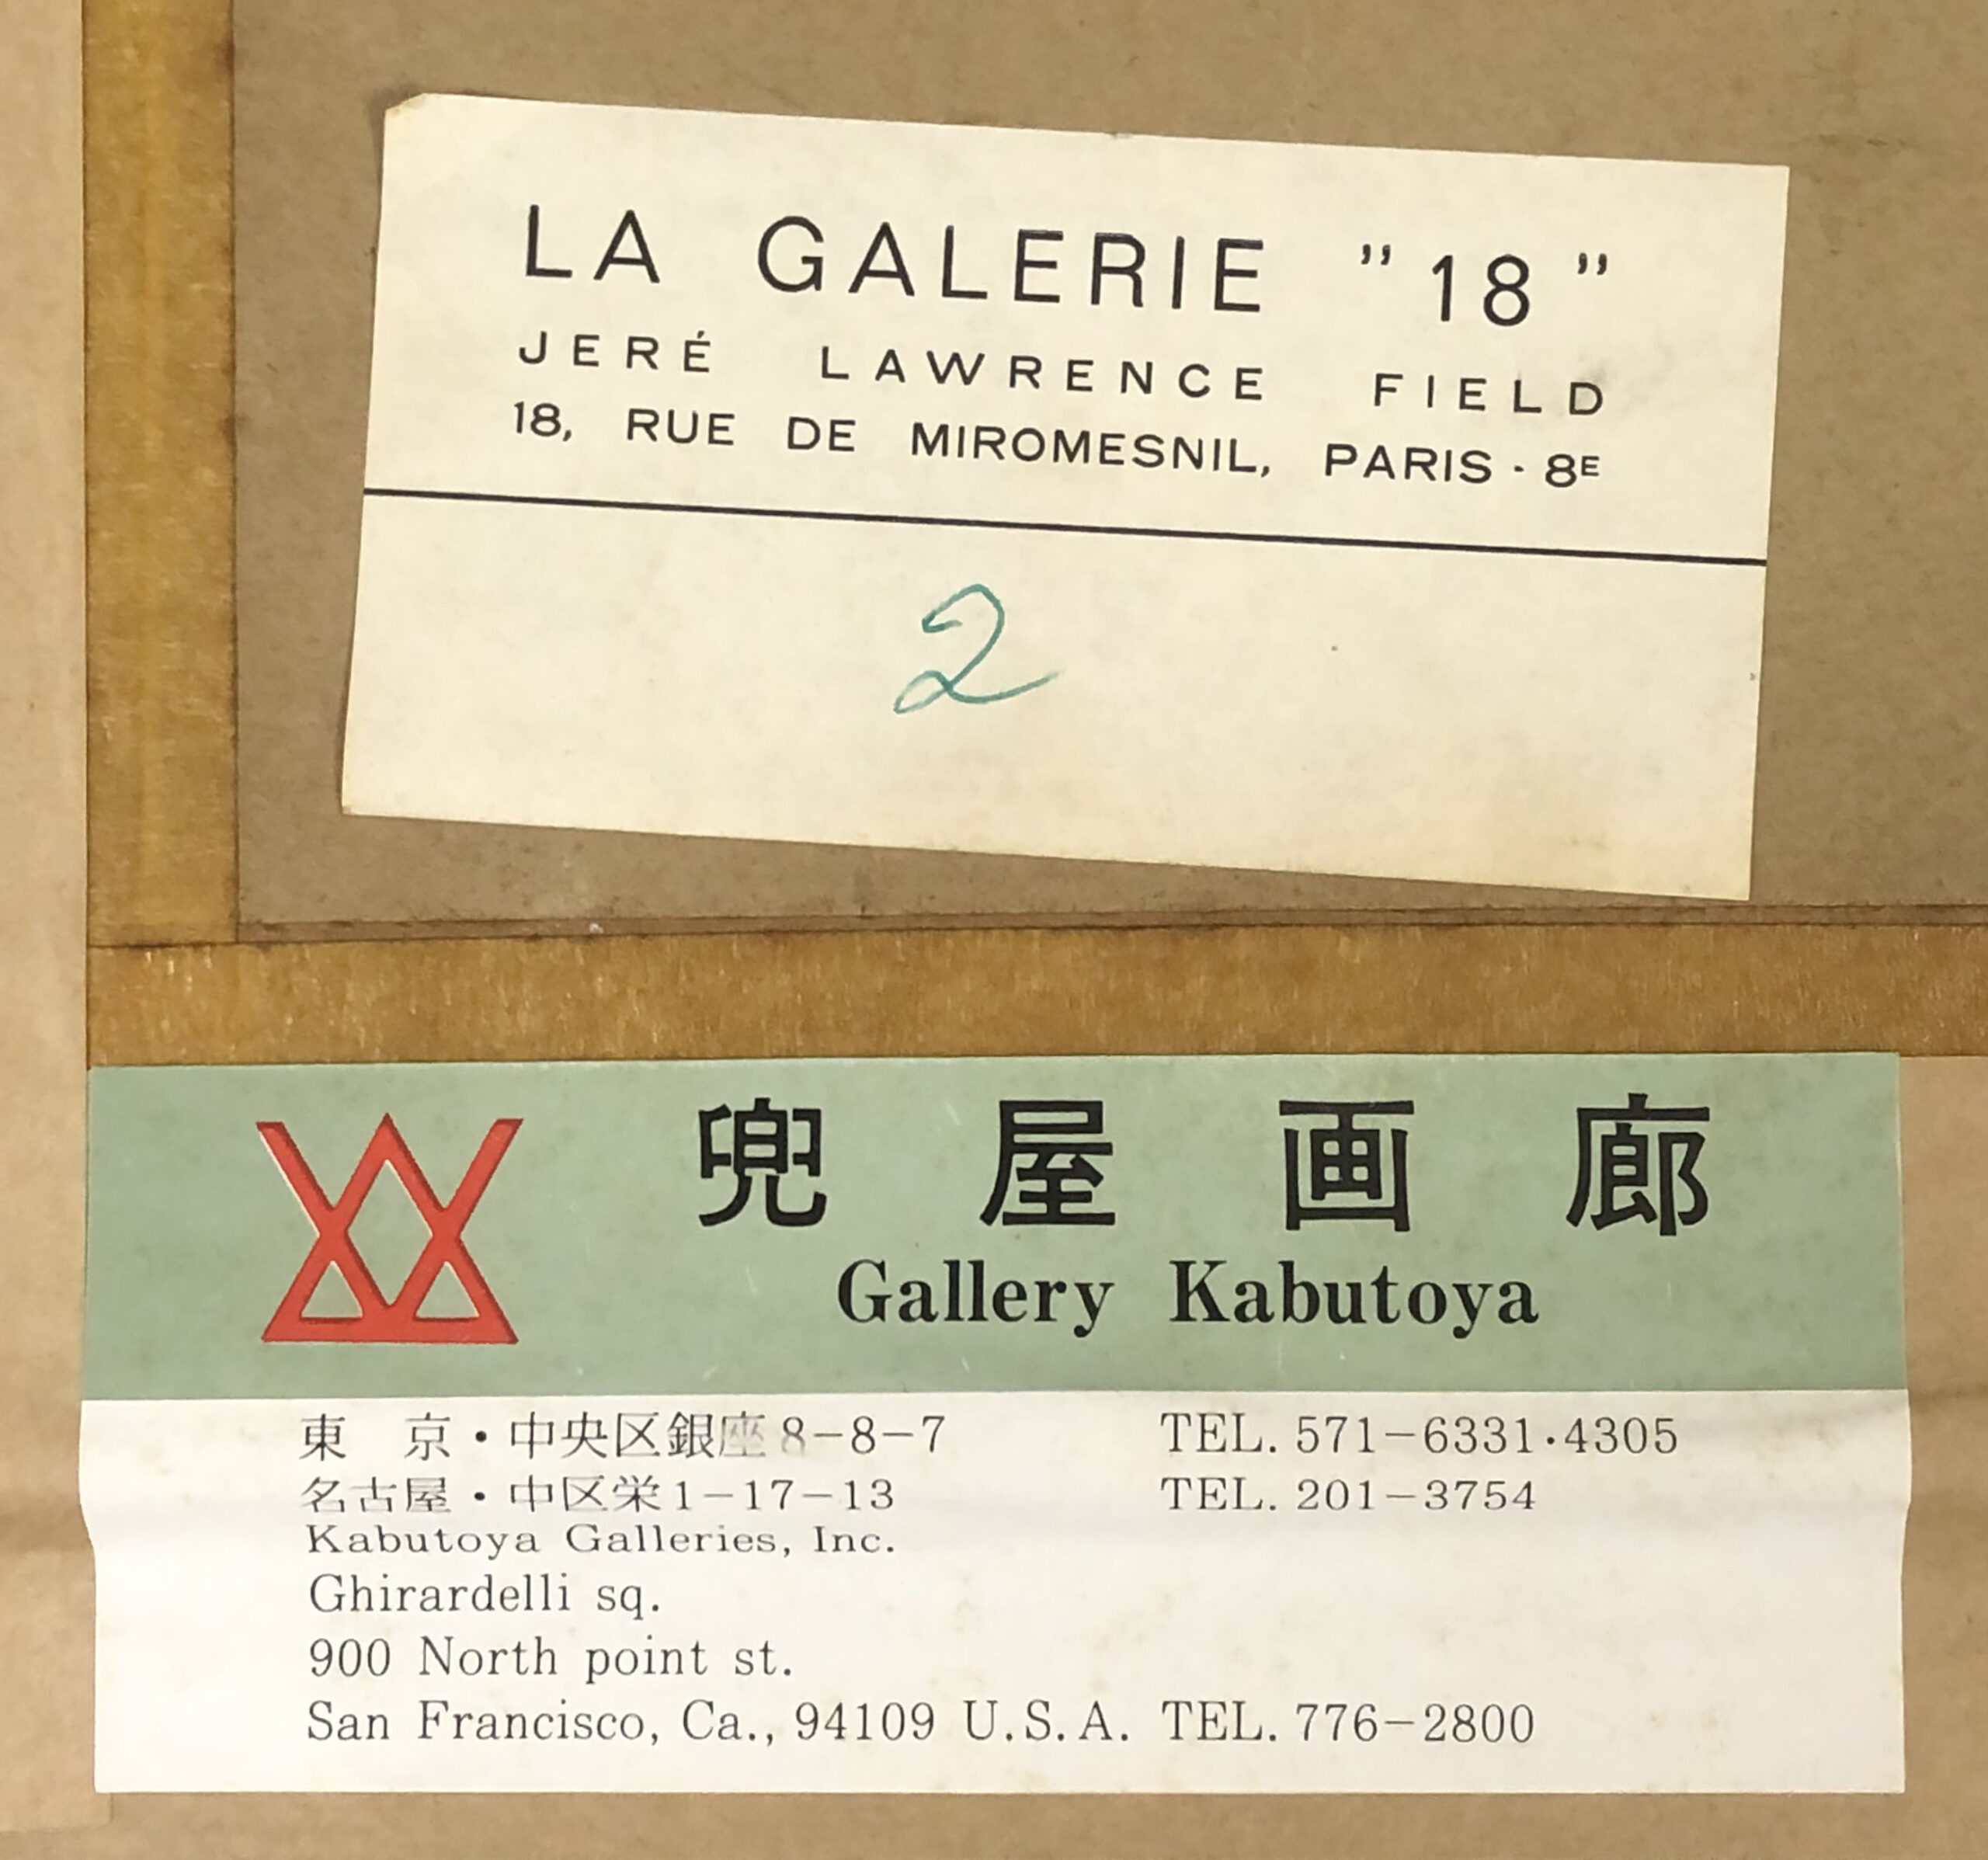 LA GALERIE "18"
JERÉ LAWRENCE FIELD
18, RUE DE MIROMESNIL, PARIS - 8E
2
兜屋画廊
Gallery Kabutoya
東 京・中央区銀座8-8-7 TEL. 571-6331·4305
名古屋・中区栄1-17-13 TEL. 201-3754
Kabutoya Galleries, Inc.
Ghirardelli sq.
900 North point st.
San Francisco, Ca., 94109 U.S.A. TEL. 776-2800